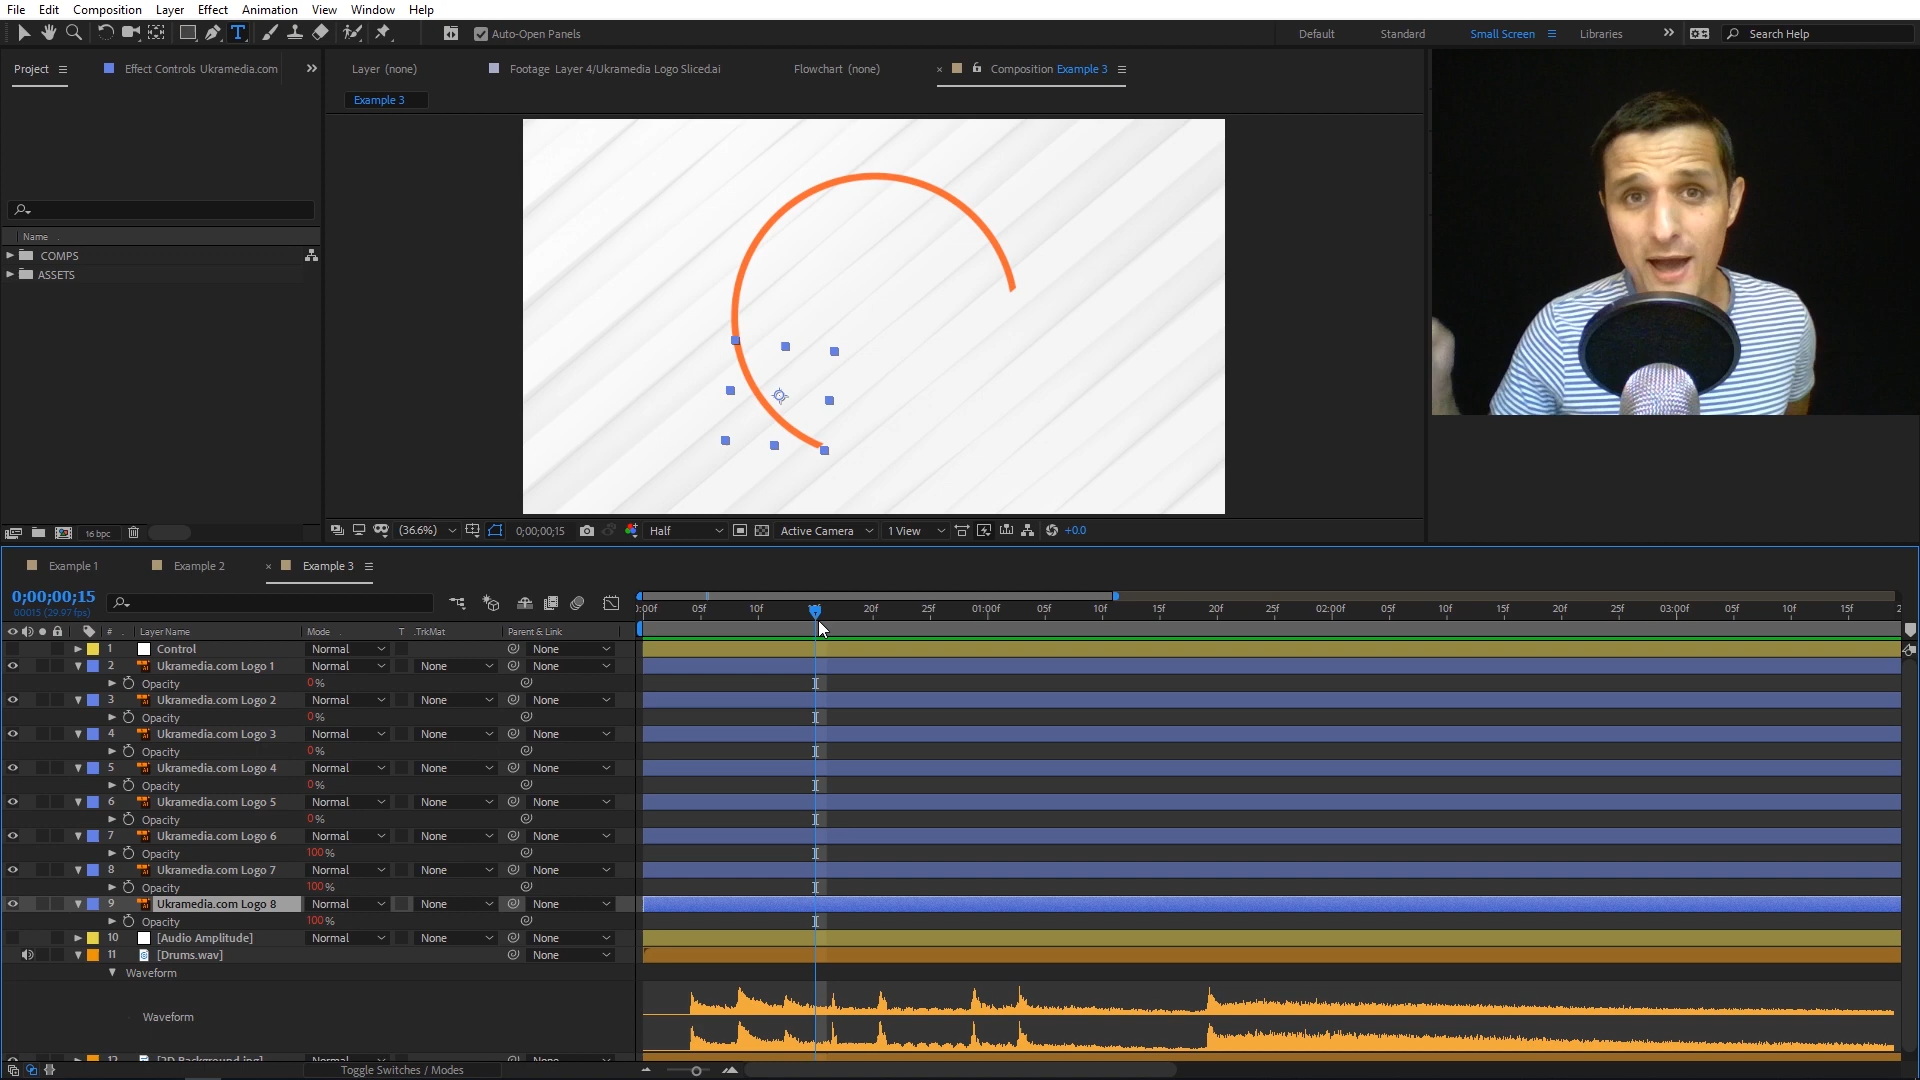 File Edit Composition Layer Effect Animation View Window Help
Auto-Open Panels Default Standard Small Screen Libraries Search Help
Project Effect Controls Ukramedia.com Layer (none) Footage Layer 4/Ukramedia Logo Sliced.ai Flowchart (none) Composition Example 3
Example 3
Name
COMPS
ASSETS
16 bpc (36.6%) 0;00;00;15 Half Active Camera 1 View +0.0
Example 1 Example 2 Example 3
0;00;00;15
00015 (29.97 fps)
):00f 05f 10f 20f 25f 01:00f 05f 10f 15f 20f 25f 02:00f 05f 10f 15f 20f 25f 03:00f 05f 10f 15f 2
# Layer Name Mode T .TrkMat Parent & Link
1 Control Normal None
2 Ukramedia.com Logo 1 Normal None None
Opacity 0%
3 Ukramedia.com Logo 2 Normal None None
Opacity 0%
4 Ukramedia.com Logo 3 Normal None None
Opacity 0%
5 Ukramedia.com Logo 4 Normal None None
Opacity 0%
6 Ukramedia.com Logo 5 Normal None None
Opacity 0%
7 Ukramedia.com Logo 6 Normal None None
Opacity 100%
8 Ukramedia.com Logo 7 Normal None None
Opacity 100%
9 Ukramedia.com Logo 8 Normal None None
Opacity 100%
10 [Audio Amplitude] Normal None
11 [Drums.wav] None
Waveform
Waveform
Toggle Switches / Modes